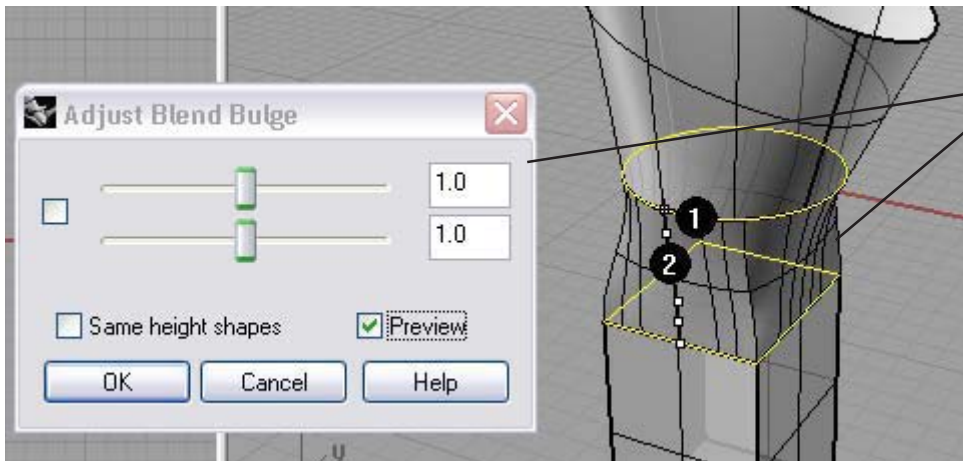 Adjust Blend Bulge
1.0
1.0
Same height shapes
Preview
OK
Cancel
Help
1
2
y